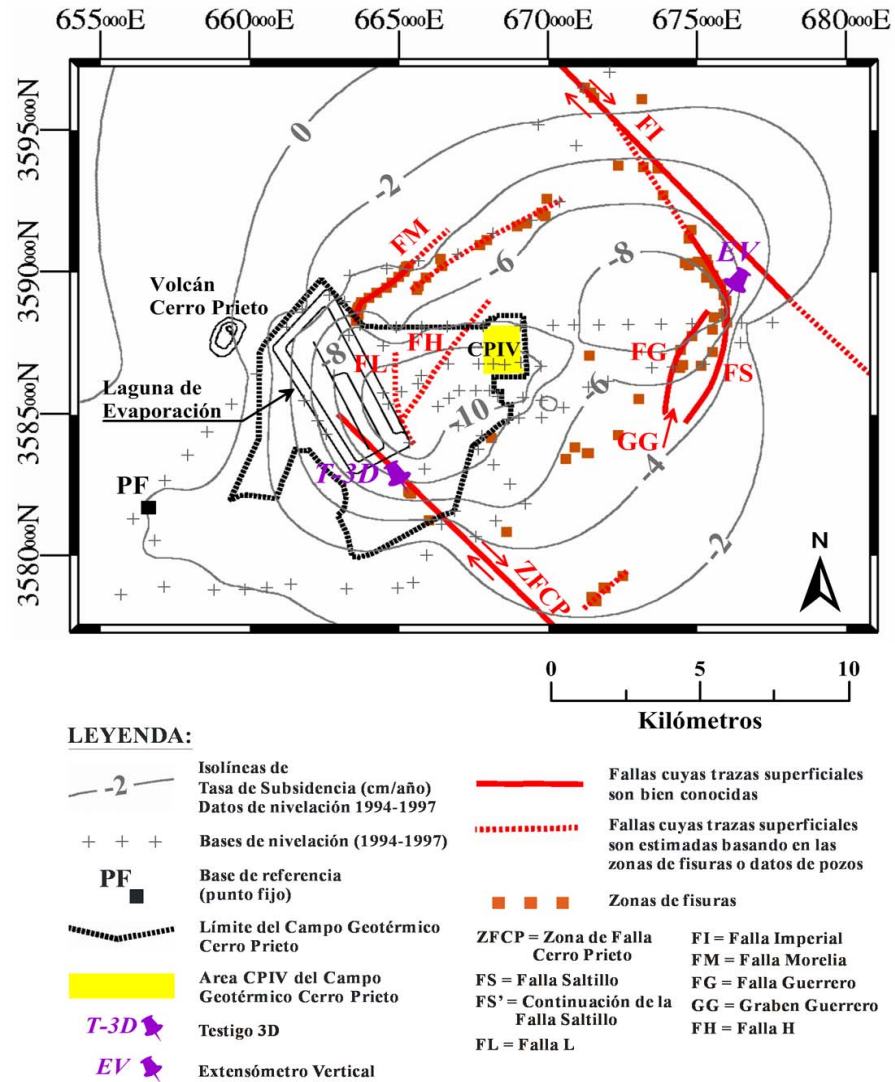 655000E 660000E 665000E 670000E 675000E 680000E
3595000N
3590000N
3585000N
3580000N
0
-2
FI
FM
-6
-8
EV
Volcán
Cerro Prieto
-8
FH
FL
CPIV
FG
FS
Laguna de
Evaporación
-10
-6
GG
T-3D
-4
PF
-2
ZFCP
N
0 5 10
Kilómetros
LEYENDA:
-2
Isolíneas de
Tasa de Subsidencia (cm/año)
Datos de nivelación 1994-1997
Bases de nivelación (1994-1997)
PF
Base de referencia
(punto fijo)
Límite del Campo Geotérmico
Cerro Prieto
Area CPIV del Campo
Geotérmico Cerro Prieto
T-3D
Testigo 3D
EV
Extensómetro Vertical
Fallas cuyas trazas superficiales
son bien conocidas
Fallas cuyas trazas superficiales
son estimadas basando en las
zonas de fisuras o datos de pozos
Zonas de fisuras
ZFCP = Zona de Falla
Cerro Prieto
FS = Falla Saltillo
FS' = Continuación de la
Falla Saltillo
FL = Falla L
FI = Falla Imperial
FM = Falla Morelia
FG = Falla Guerrero
GG = Graben Guerrero
FH = Falla H